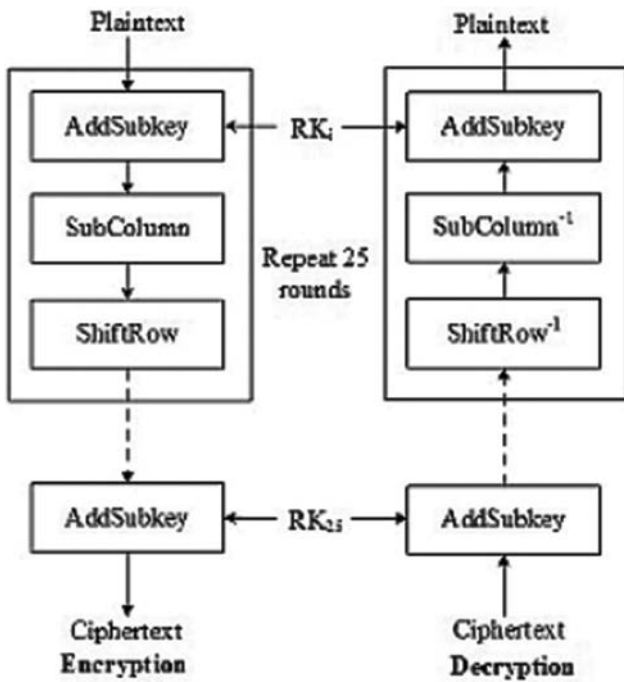 Plaintext
AddSubkey
SubColumn
ShiftRow
AddSubkey
Ciphertext
Encryption
RKᵢ
Repeat 25
rounds
RK₂₅
Plaintext
AddSubkey
SubColumn⁻¹
ShiftRow⁻¹
AddSubkey
Ciphertext
Decryption